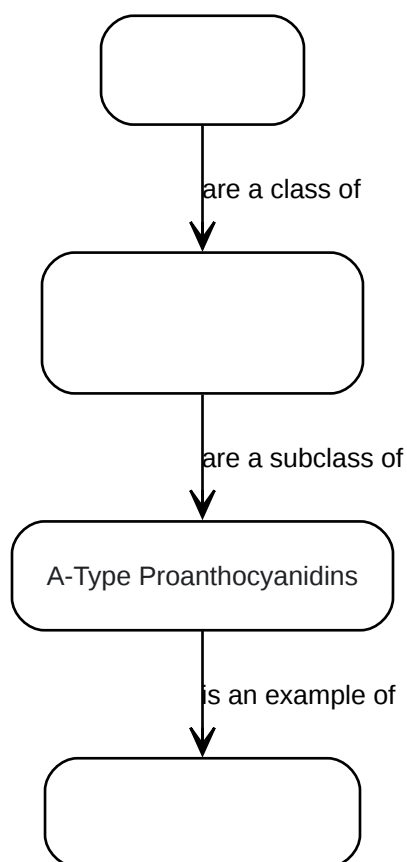 are a class of
are a subclass of
A-Type Proanthocyanidins
is an example of